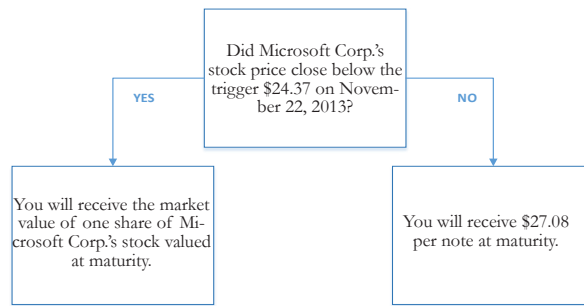 Did Microsoft Corp.'s
stock price close below the
trigger $24.37 on Novem-
ber 22, 2013?
YES
NO
You will receive the market
value of one share of Mi-
crosoft Corp.'s stock valued
at maturity.
You will receive $27.08
per note at maturity.